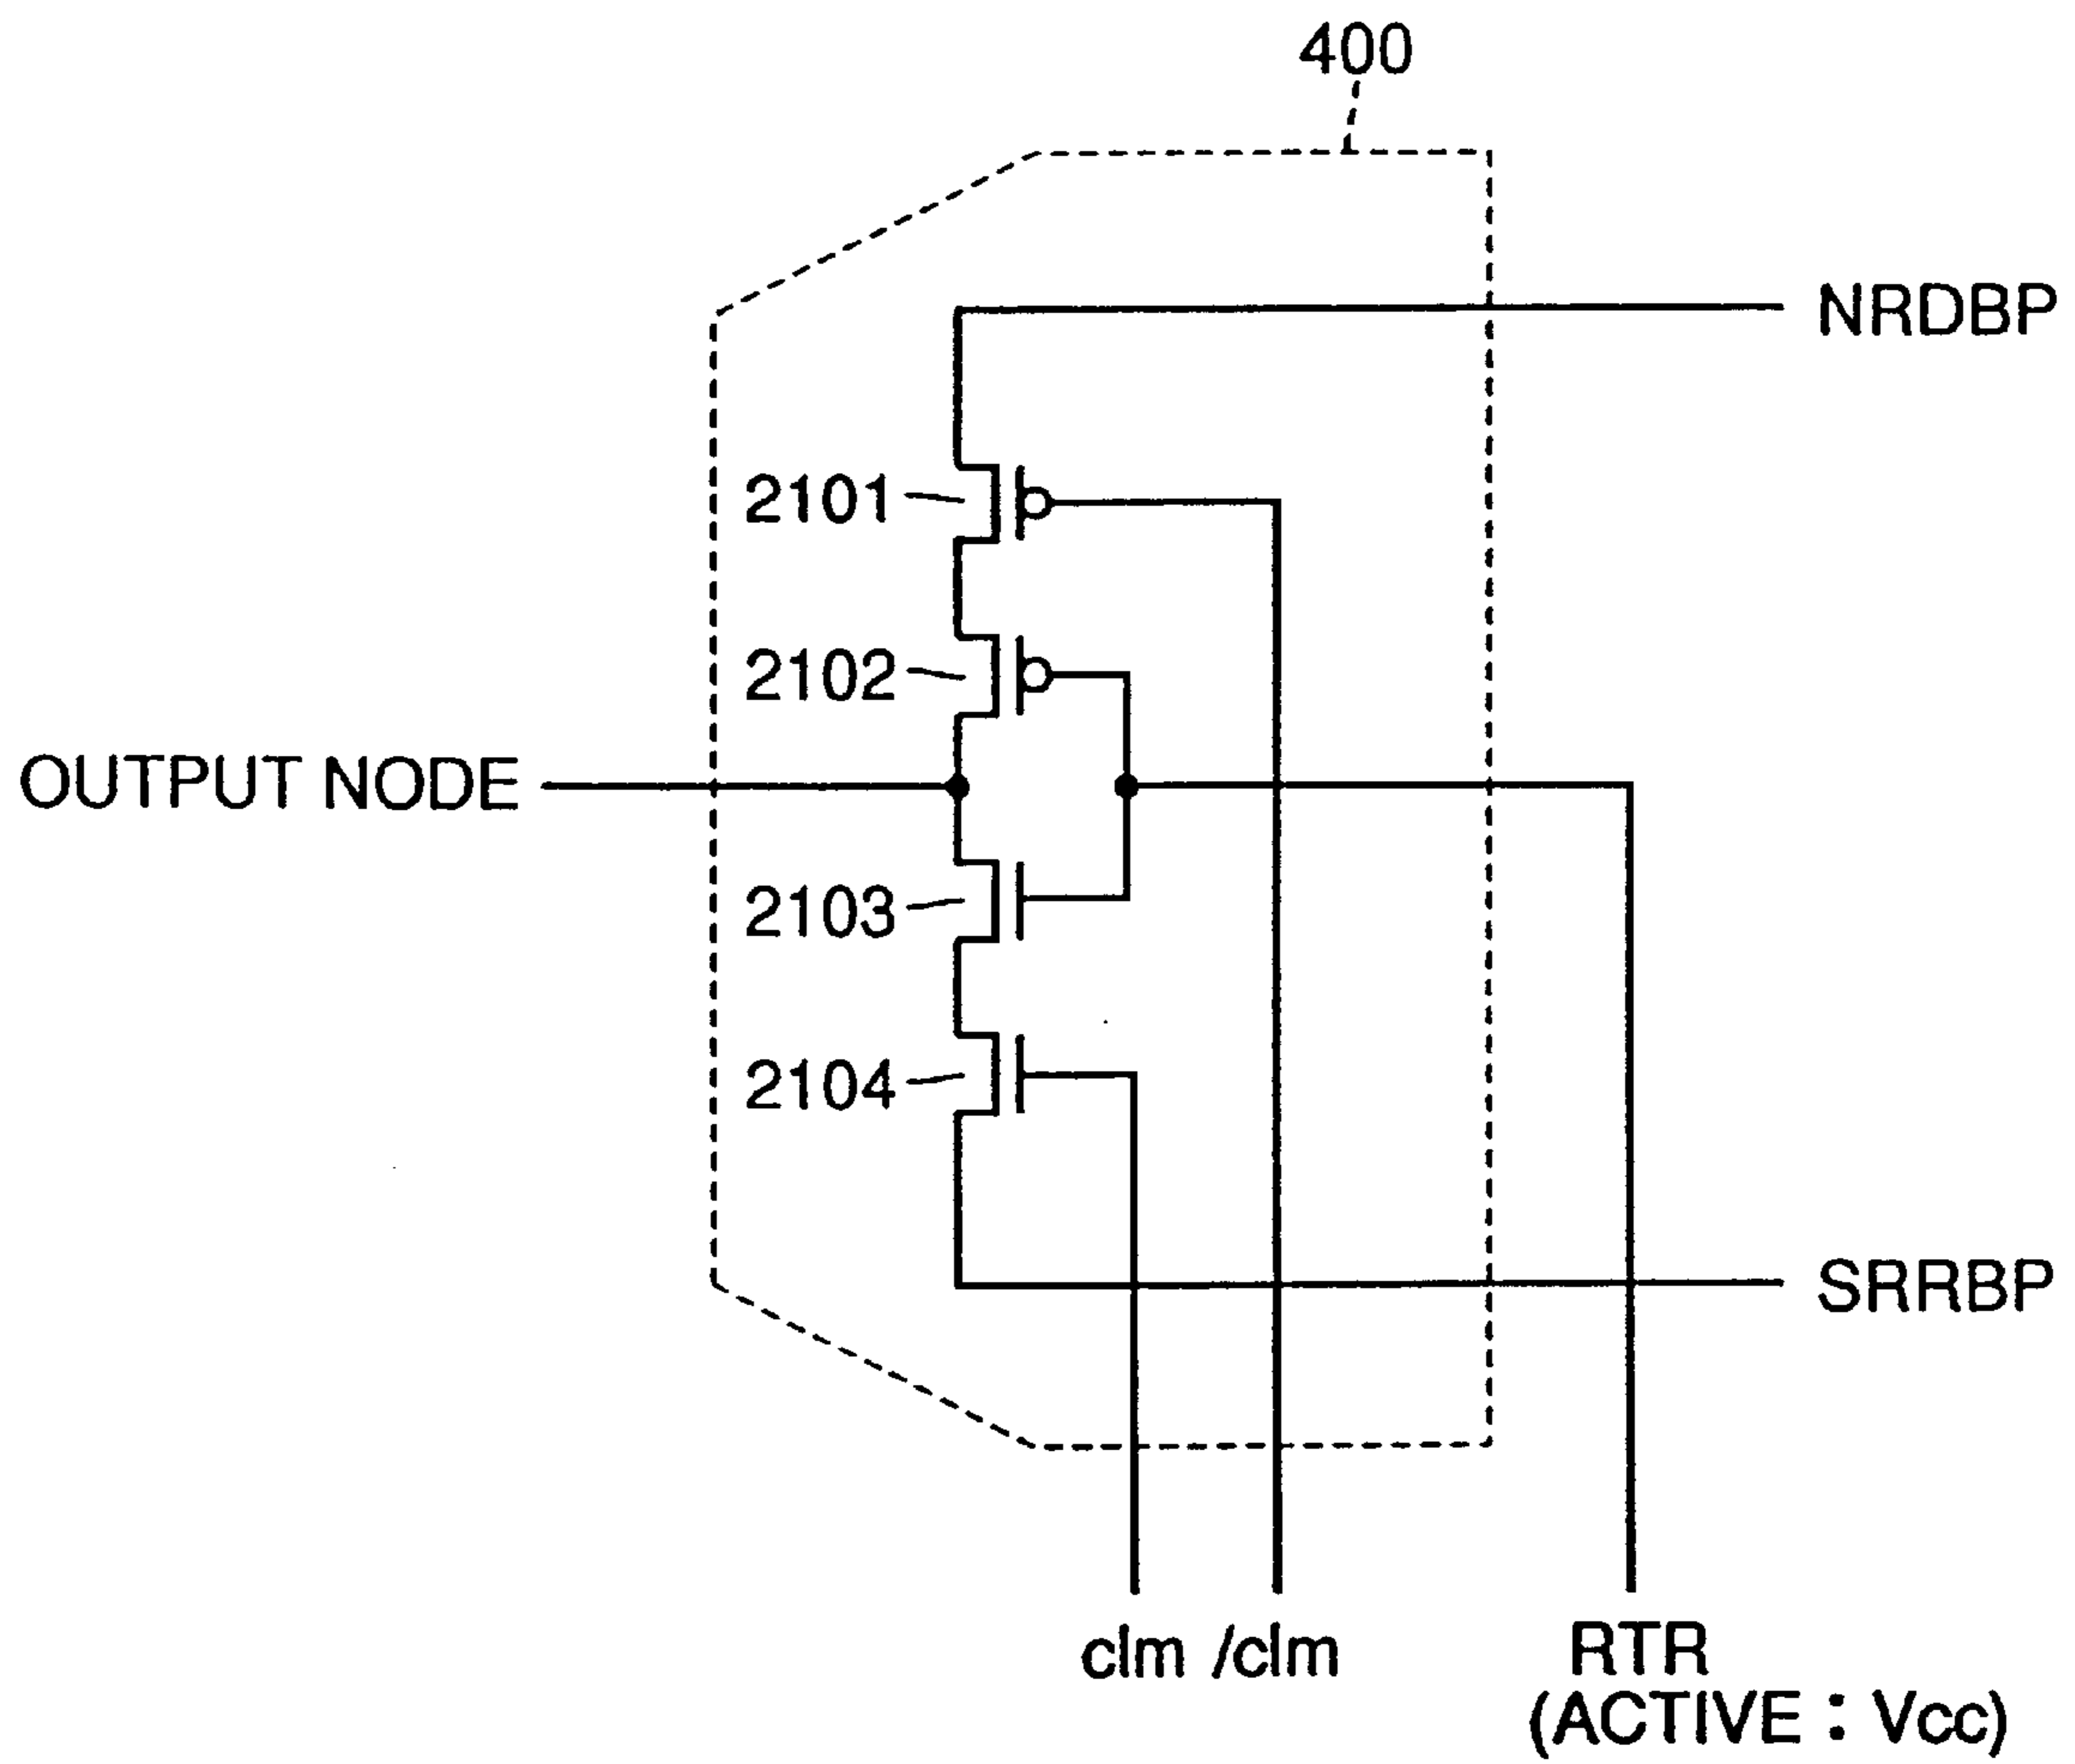 400
NRDBP
2101
2102
OUTPUT NODE
2103
2104
SRRBP
clm /clm
RTR
(ACTIVE : Vcc)